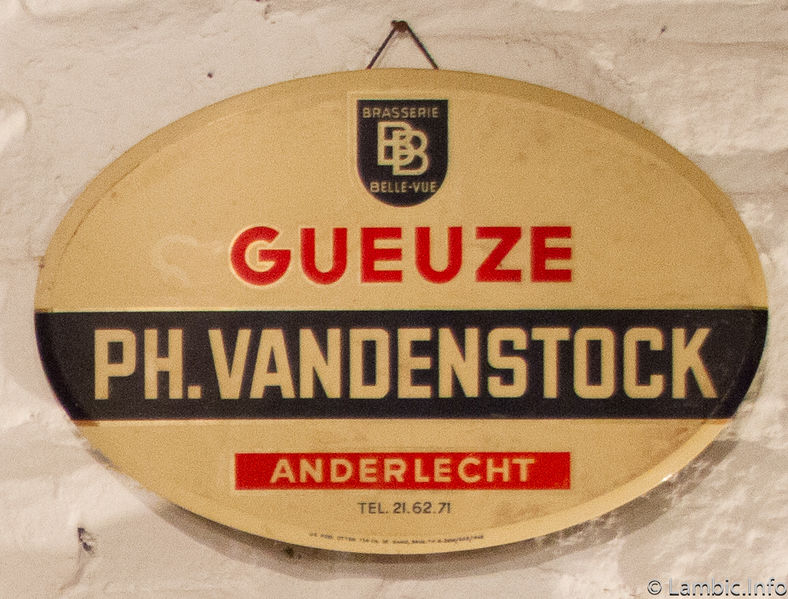 BRASSERIE
BB
BELLE-VUE
GUEUZE
PH. VANDENSTOCK
ANDERLECHT
TEL. 21.62.71
© Lambic.Info